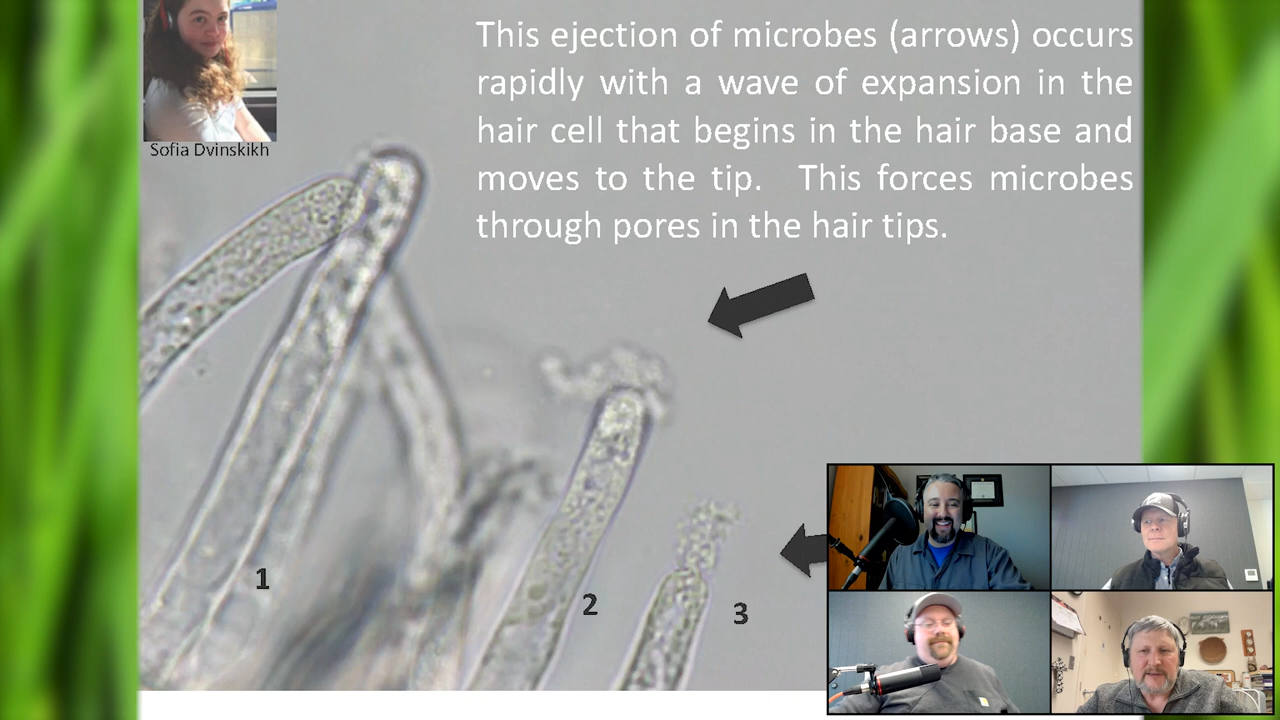 This ejection of microbes (arrows) occurs
rapidly with a wave of expansion in the
hair cell that begins in the hair base and
moves to the tip. This forces microbes
through pores in the hair tips.
Sofia Dvinskikh
1
2
3